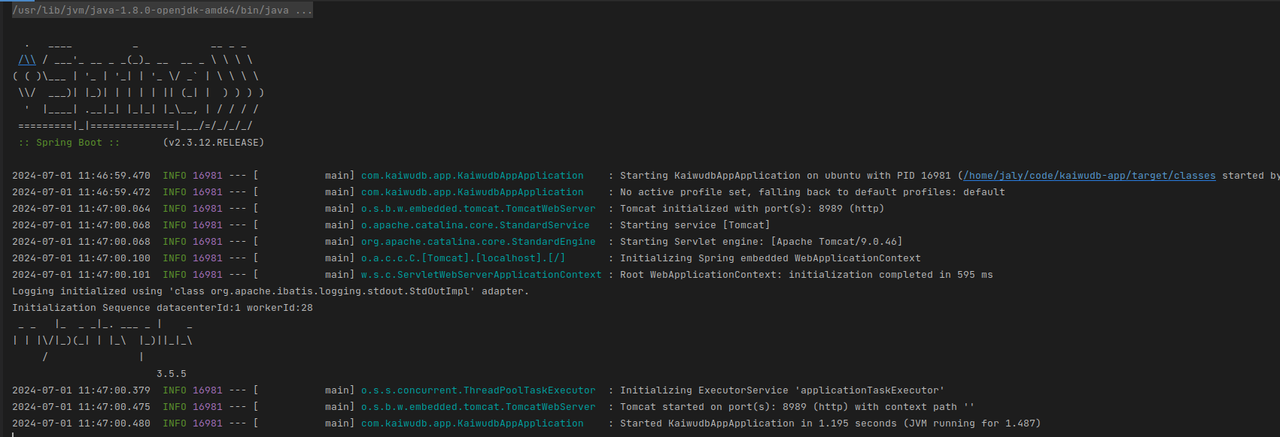 /usr/lib/jvm/java-1.8.0-openjdk-amd64/bin/java ...
  .   ____          _            __ _ _
 /\\ / ___'_ __ _ _(_)_ __  __ _ \ \ \ \
( ( )\___ | '_ | '_| | '_ \/ _` | \ \ \ \
 \\/  ___)| |_)| | | | | || (_| |  ) ) ) )
  '  |____| .__|_| |_|_| |_\__, | / / / /
 =========|_|==============|___/=/_/_/_/
 :: Spring Boot ::       (v2.3.12.RELEASE)
2024-07-01 11:46:59.470  INFO 16981 --- [           main] com.kaiwudb.app.KaiwudbAppApplication    : Starting KaiwudbAppApplication on ubuntu with PID 16981 (/home/jaly/code/kaiwudb-app/target/classes started by
2024-07-01 11:46:59.472  INFO 16981 --- [           main] com.kaiwudb.app.KaiwudbAppApplication    : No active profile set, falling back to default profiles: default
2024-07-01 11:47:00.064  INFO 16981 --- [           main] o.s.b.w.embedded.tomcat.TomcatWebServer  : Tomcat initialized with port(s): 8989 (http)
2024-07-01 11:47:00.068  INFO 16981 --- [           main] o.apache.catalina.core.StandardService   : Starting service [Tomcat]
2024-07-01 11:47:00.068  INFO 16981 --- [           main] org.apache.catalina.core.StandardEngine  : Starting Servlet engine: [Apache Tomcat/9.0.46]
2024-07-01 11:47:00.100  INFO 16981 --- [           main] o.a.c.c.C.[Tomcat].[localhost].[/]       : Initializing Spring embedded WebApplicationContext
2024-07-01 11:47:00.101  INFO 16981 --- [           main] w.s.c.ServletWebServerApplicationContext : Root WebApplicationContext: initialization completed in 595 ms
Logging initialized using 'class org.apache.ibatis.logging.stdout.StdOutImpl' adapter.
Initialization Sequence datacenterId:1 workerId:28
 _ _   |_  _ _|_. ___ _ |    _
| | |\/|_)(_| | |_\  |_)||_|_\
     /               |
                        3.5.5
2024-07-01 11:47:00.379  INFO 16981 --- [           main] o.s.s.concurrent.ThreadPoolTaskExecutor  : Initializing ExecutorService 'applicationTaskExecutor'
2024-07-01 11:47:00.475  INFO 16981 --- [           main] o.s.b.w.embedded.tomcat.TomcatWebServer  : Tomcat started on port(s): 8989 (http) with context path ''
2024-07-01 11:47:00.480  INFO 16981 --- [           main] com.kaiwudb.app.KaiwudbAppApplication    : Started KaiwudbAppApplication in 1.195 seconds (JVM running for 1.487)